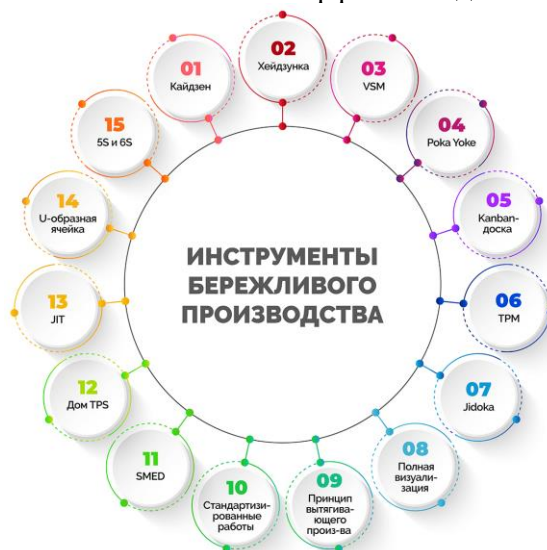 01
Кайдзен
02
Хейдзунка
03
VSM
04
Poka Yoke
05
Kanban-
доска
06
TPM
07
Jidoka
08
Полная
визуали-
зация
09
Принцип
вытягива-
ющего
произ-ва
10
Стандартизи-
рованные
работы
11
SMED
12
Дом TPS
13
JIT
14
U-образная
ячейка
15
5S и 6S
ИНСТРУМЕНТЫ
БЕРЕЖЛИВОГО
ПРОИЗВОДСТВА